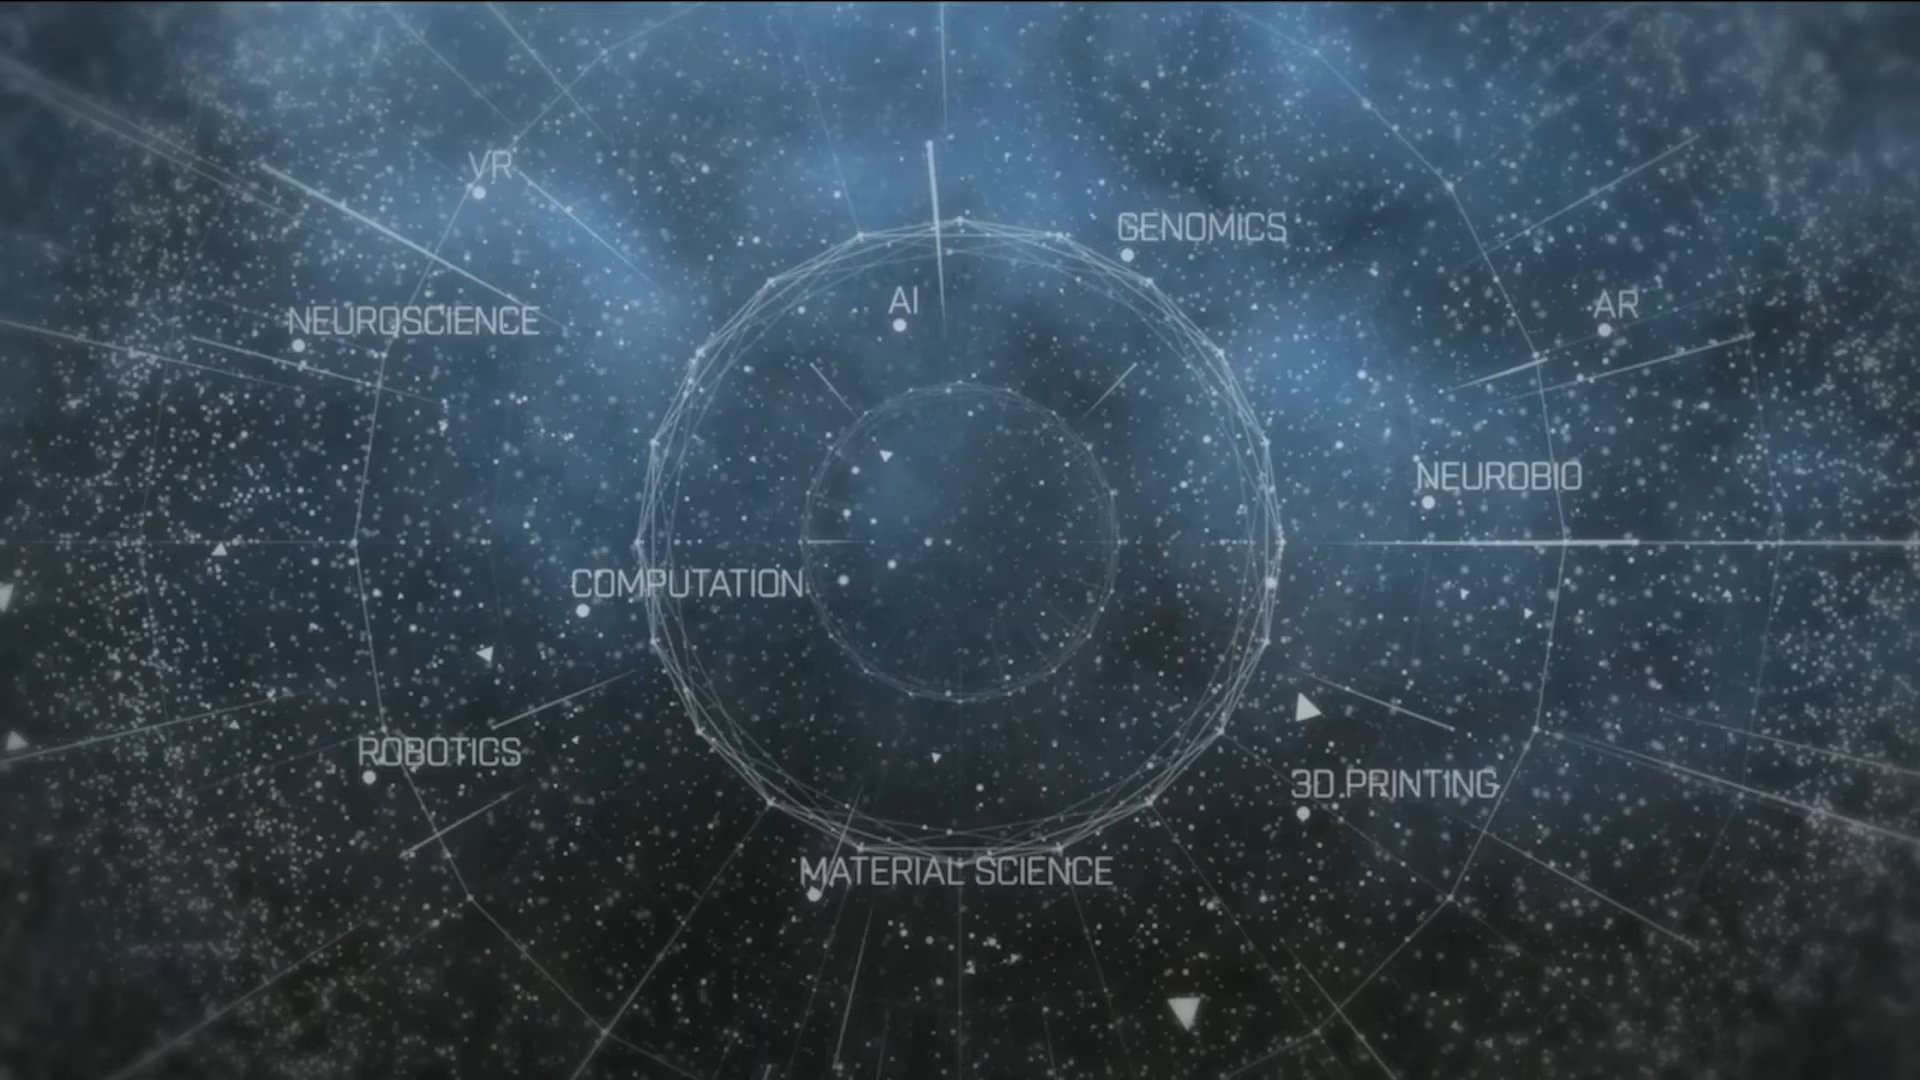 VR
GENOMICS
AI
AR
NEUROSCIENCE
NEUROBIO
COMPUTATION
ROBOTICS
3D PRINTING
MATERIAL SCIENCE